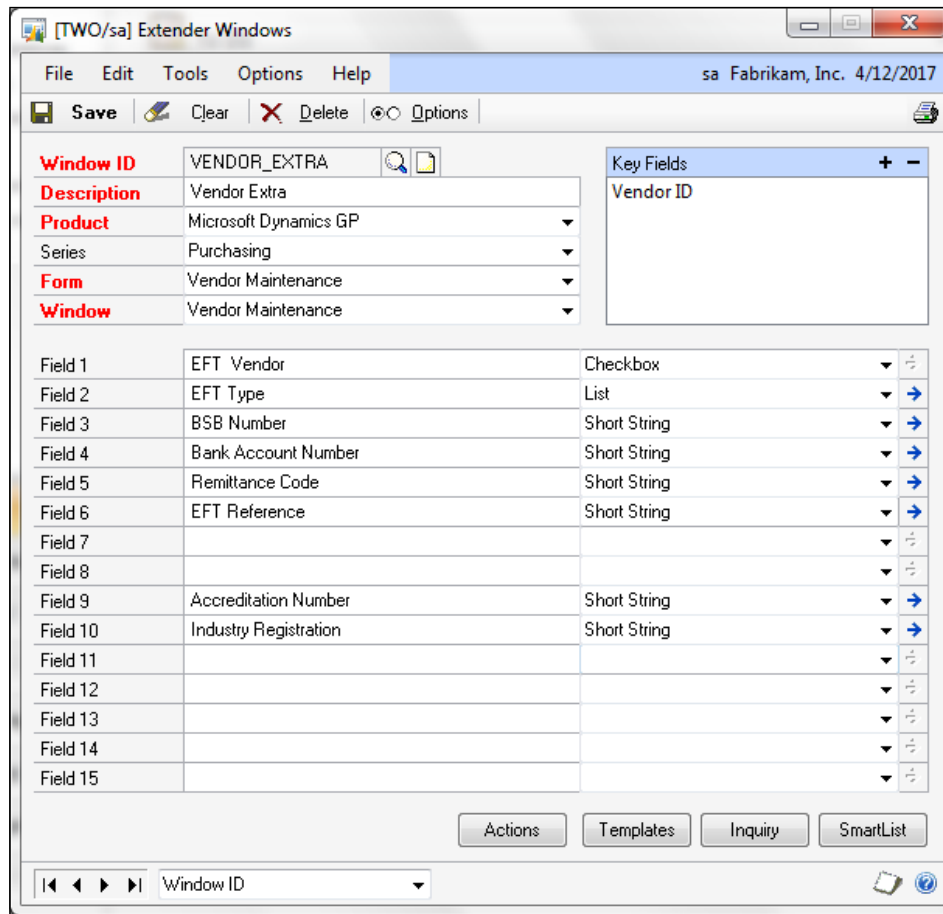 [TWO/sa] Extender Windows
File Edit Tools Options Help sa Fabrikam, Inc. 4/12/2017
Save Clear Delete Options
Window ID VENDOR_EXTRA
Description Vendor Extra
Product Microsoft Dynamics GP
Series Purchasing
Form Vendor Maintenance
Window Vendor Maintenance
Key Fields + −
Vendor ID
Field 1 EFT  Vendor Checkbox
Field 2 EFT Type List
Field 3 BSB Number Short String
Field 4 Bank Account Number Short String
Field 5 Remittance Code Short String
Field 6 EFT Reference Short String
Field 7
Field 8
Field 9 Accreditation Number Short String
Field 10 Industry Registration Short String
Field 11
Field 12
Field 13
Field 14
Field 15
Actions Templates Inquiry SmartList
Window ID